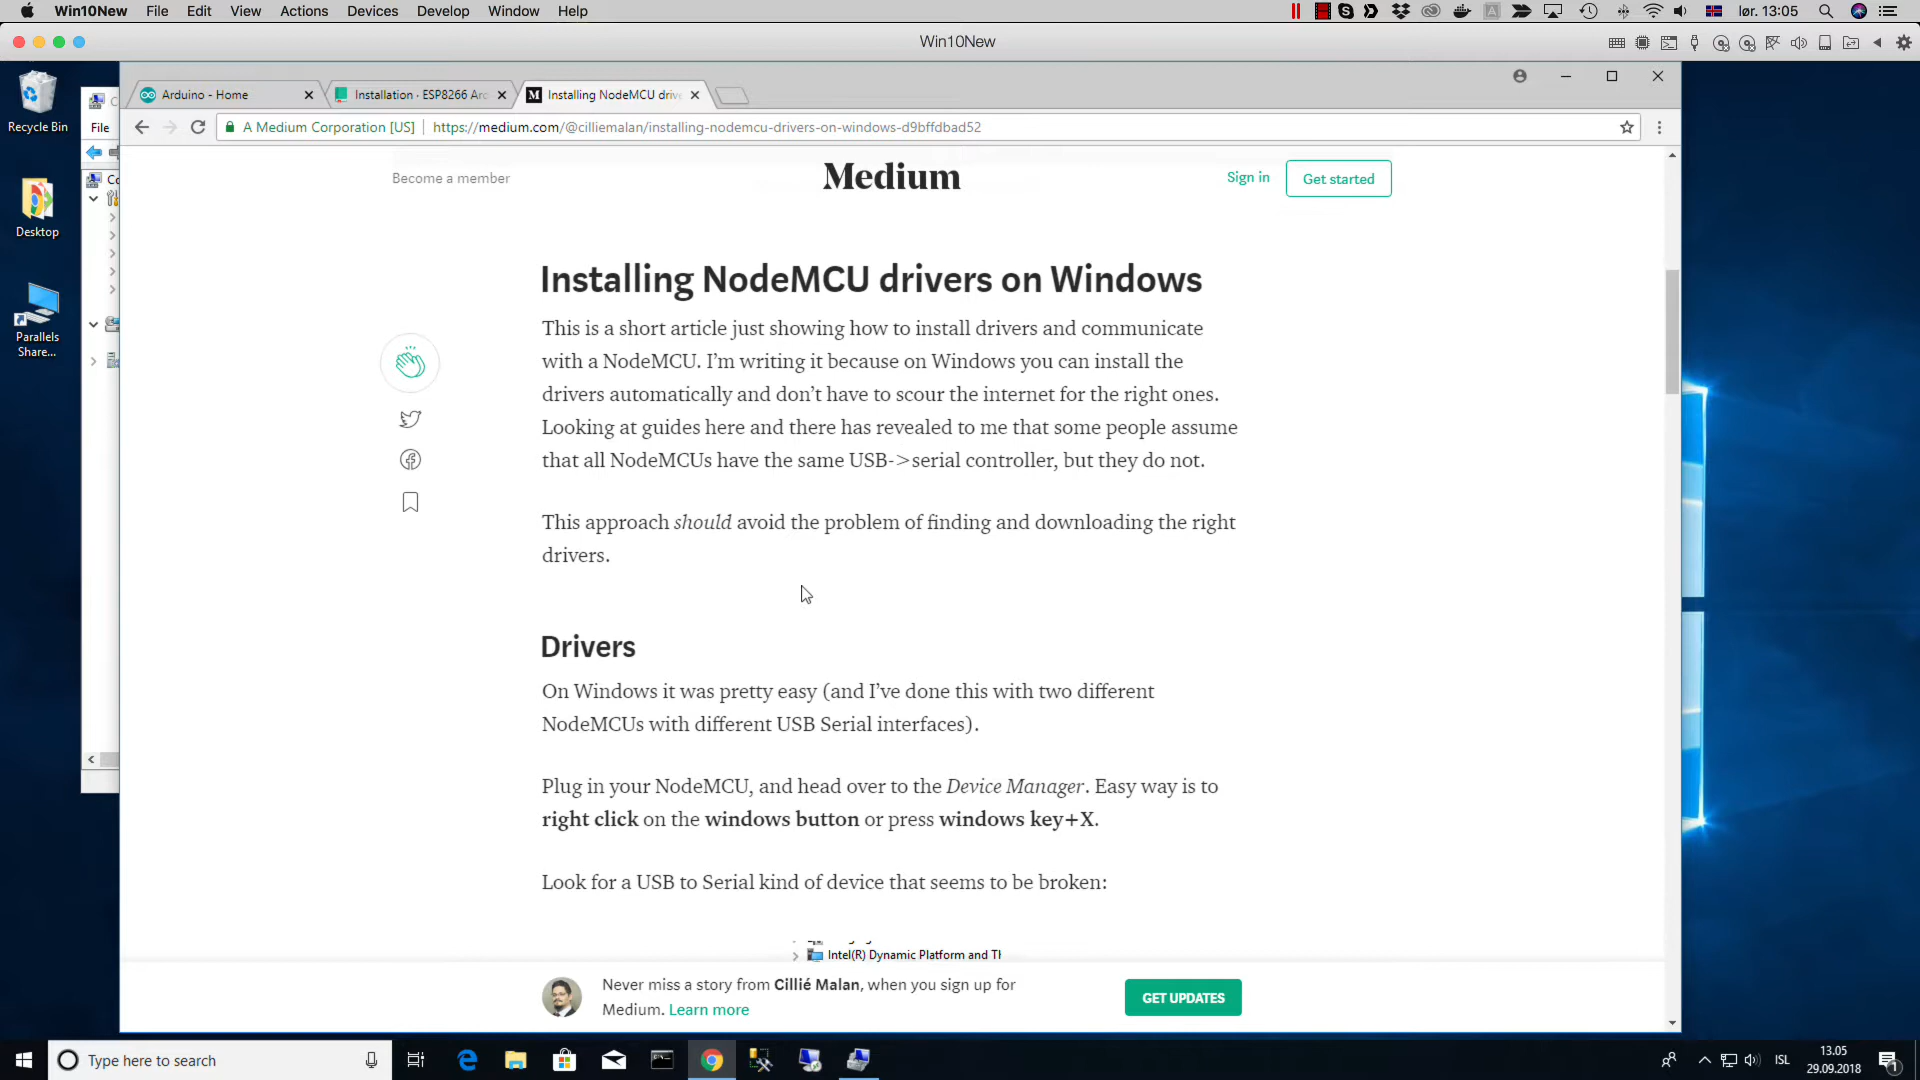 Win10New File Edit View Actions Devices Develop Window Help lør. 13:05
Win10New
Recycle Bin
Desktop
Parallels
Share...
File
Arduino - Home
Installation · ESP8266 Ar
Installing NodeMCU driv
A Medium Corporation [US] https://medium.com/@cilliemalan/installing-nodemcu-drivers-on-windows-d9bffdbad52
Become a member
Medium
Sign in
Get started
Installing NodeMCU drivers on Windows
This is a short article just showing how to install drivers and communicate
with a NodeMCU. I’m writing it because on Windows you can install the
drivers automatically and don’t have to scour the internet for the right ones.
Looking at guides here and there has revealed to me that some people assume
that all NodeMCUs have the same USB->serial controller, but they do not.
This approach should avoid the problem of finding and downloading the right
drivers.
Drivers
On Windows it was pretty easy (and I’ve done this with two different
NodeMCUs with different USB Serial interfaces).
Plug in your NodeMCU, and head over to the Device Manager. Easy way is to
right click on the windows button or press windows key+X.
Look for a USB to Serial kind of device that seems to be broken:
Intel(R) Dynamic Platform and Th
Never miss a story from Cillié Malan, when you sign up for
Medium. Learn more
GET UPDATES
Type here to search
ISL
13.05
29.09.2018
1